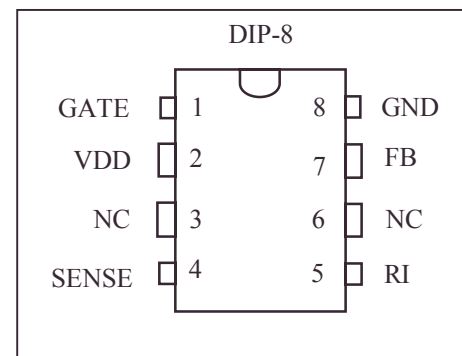 DIP-8
GATE 1 8 GND
VDD 2 7 FB
NC 3 6 NC
SENSE 4 5 RI